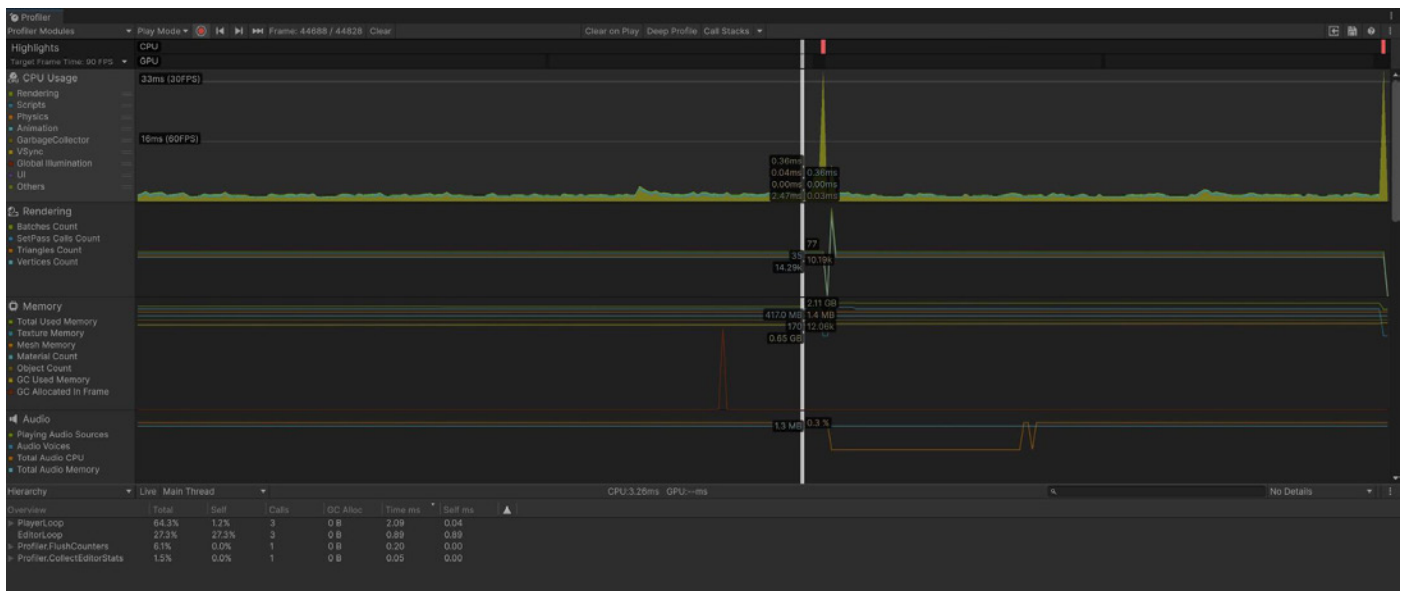 Profiler
Profiler Modules Play Mode Frame: 44688 / 44828 Clear Clear on Play Deep Profile Call Stacks
Highlights CPU
Target Frame Time: 90 FPS GPU
CPU Usage 33ms (30FPS)
Rendering
Scripts
Physics
Animation
GarbageCollector 16ms (60FPS)
VSync
Global Illumination 0.36ms
UI 0.04ms 0.36ms
Others 0.00ms 0.00ms
2.47ms 0.03ms
Rendering
Batches Count
SetPass Calls Count
Triangles Count 77
Vertices Count 35 10.19k
14.29k
Memory 2.11 GB
Total Used Memory 417.0 MB 1.4 MB
Texture Memory 170 12.06k
Mesh Memory 0.65 GB
Material Count
Object Count
GC Used Memory
GC Allocated In Frame
Audio 1.3 MB 0.3 %
Playing Audio Sources
Audio Voices
Total Audio CPU
Total Audio Memory
Hierarchy Live Main Thread CPU:3.26ms GPU:--ms No Details
Overview Total Self Calls GC Alloc Time ms Self ms
PlayerLoop 64.3% 1.2% 3 0 B 2.09 0.04
EditorLoop 27.3% 27.3% 3 0 B 0.89 0.89
Profiler.FlushCounters 6.1% 0.0% 1 0 B 0.20 0.00
Profiler.CollectEditorStats 1.5% 0.0% 1 0 B 0.05 0.00